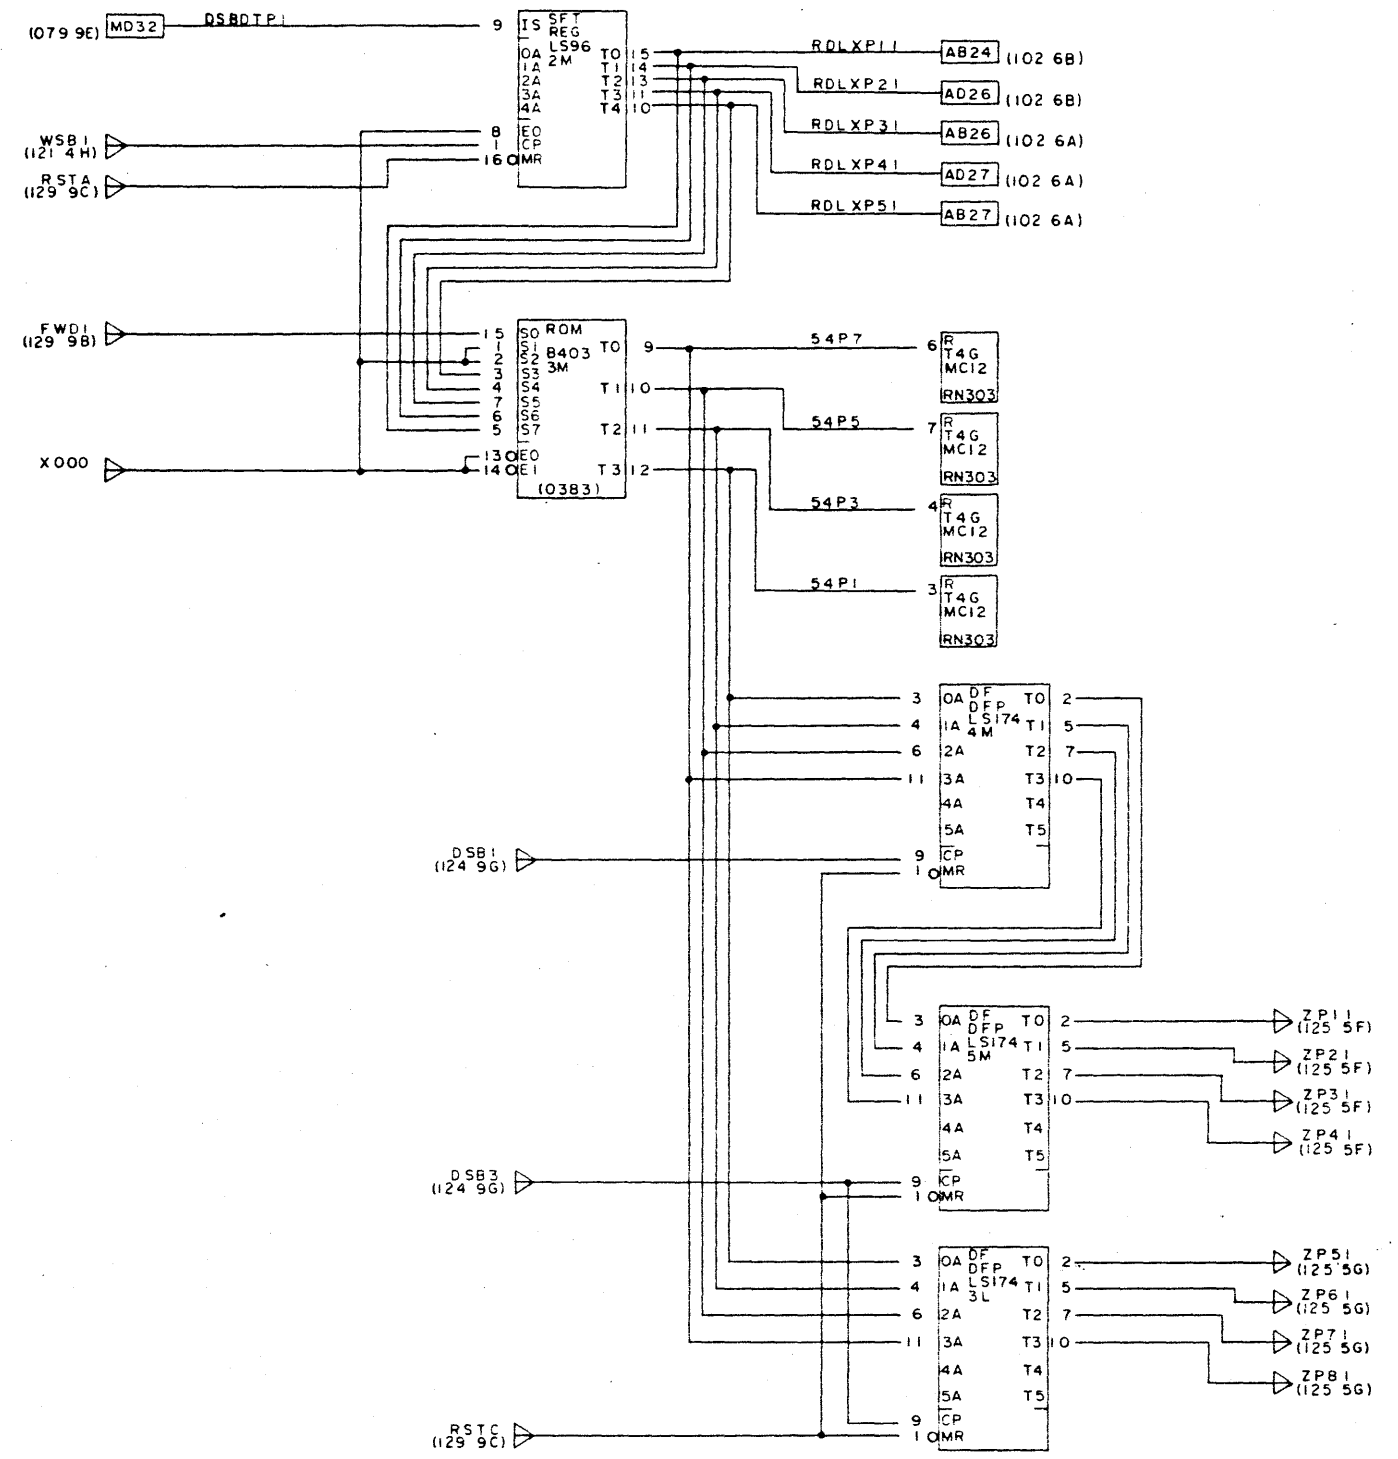 (079 9E) MD32 DSBDTP1 9 IS SFT
REG
LS96
2M
0A T0 15 RDLXP11 AB24 (102 6B)
1A T1 14
2A T2 13 RDLXP21 AD26 (102 6B)
3A T3 11
4A T4 10 RDLXP31 AB26 (102 6A)
RDLXP41 AD27 (102 6A)
RDLXP51 AB27 (102 6A)
8 E0
WSB1 1 CP
(121 4H)
16 MR
RSTA
(129 9C)
FWD1
(129 9B)
15 S0 ROM
1 S1 T0 9 54P7 6 R
2 S2 B403
3 S3 3M
4 S4 T1 10
7 S5
6 S6
5 S7 T2 11
X000
13 E0
14 E1 T3 12
(0383)
T4G
MC12
RN303
54P5 7 R
T4G
MC12
RN303
54P3 4 R
T4G
MC12
RN303
54P1 3 R
T4G
MC12
RN303
3 0A DF T0 2
DFP
4 1A LS174 T1 5
4M
6 2A T2 7
11 3A T3 10
4A T4
5A T5
DSB1
(124 9G)
9 CP
1 MR
3 0A DF T0 2 ZP11
DFP (125 5F)
4 1A LS174 T1 5 ZP21
5M (125 5F)
6 2A T2 7 ZP31
(125 5F)
11 3A T3 10 ZP41
(125 5F)
4A T4
5A T5
DSB3
(124 9G)
9 CP
1 MR
3 0A DF T0 2 ZP51
DFP (125 5G)
4 1A LS174 T1 5 ZP61
3L (125 5G)
6 2A T2 7 ZP71
(125 5G)
11 3A T3 10 ZP81
(125 5G)
4A T4
5A T5
9 CP
RSTC 1 MR
(129 9C)